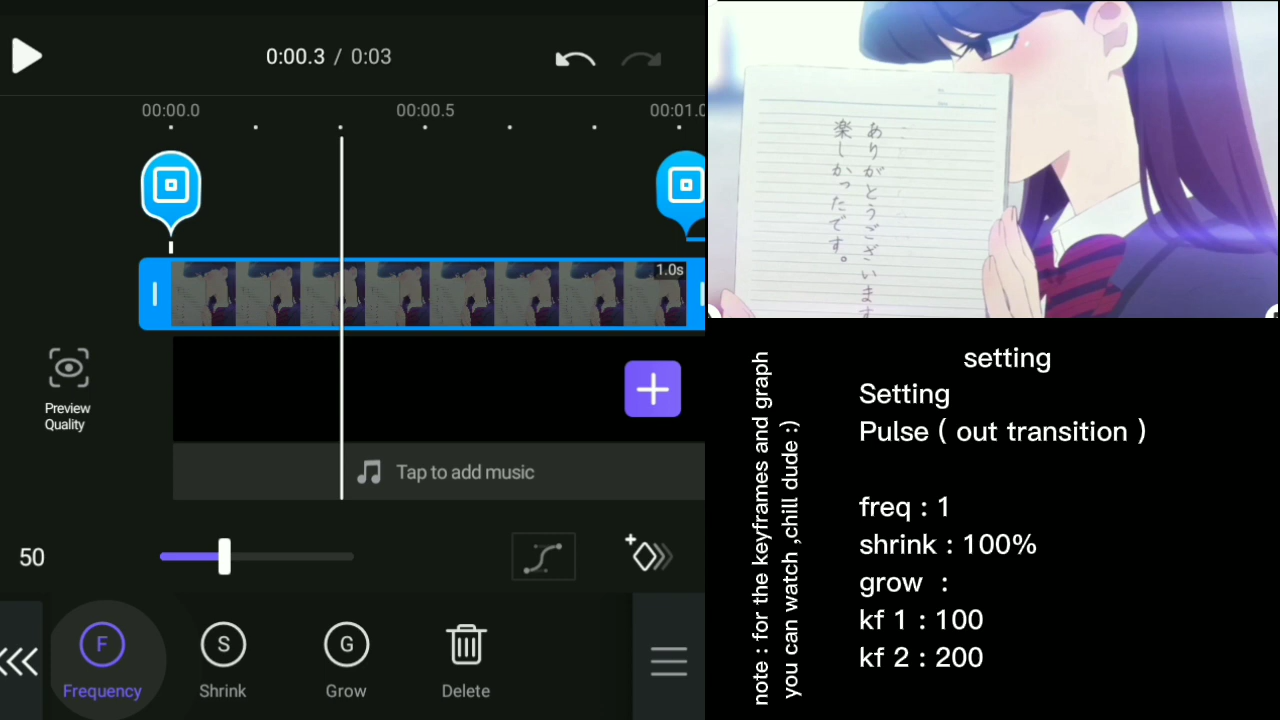 0:00.3 / 0:03
00:00.0
00:00.5
00:01.0
1.0s
Preview
Quality
Tap to add music
50
F
Frequency
S
Shrink
G
Grow
Delete
ありがとうございます
楽しかったです。
note : for the keyframes and graph
you can watch ,chill dude :)
setting
Setting
Pulse ( out transition )
freq : 1
shrink : 100%
grow :
kf 1 : 100
kf 2 : 200